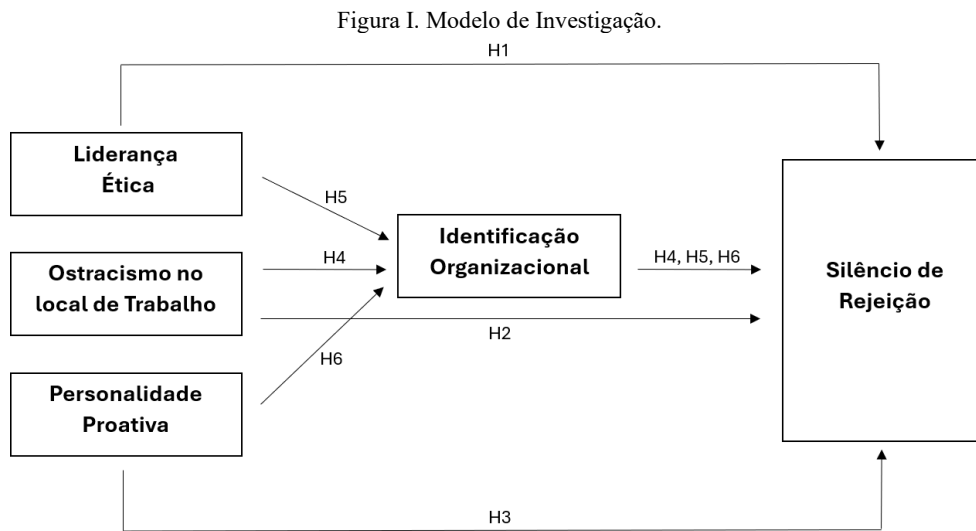 Figura I. Modelo de Investigação.
H1
Liderança
Ética
H5
Identificação
Organizacional
H4
H4, H5, H6
Ostracismo no
local de Trabalho
Silêncio de
Rejeição
H2
H6
Personalidade
Proativa
H3